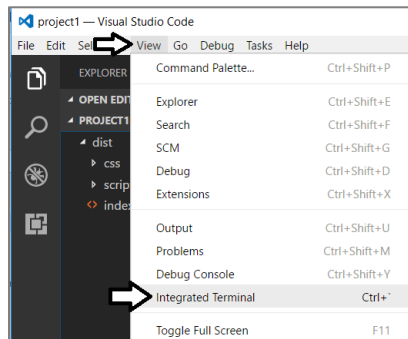 project1 — Visual Studio Code
File Edit View Go Debug Tasks Help
EXPLORER
OPEN
PROJECT1
dist
css
Command Palette... Ctrl+Shift+P
Explorer Ctrl+Shift+E
Search Ctrl+Shift+F
SCM Ctrl+Shift+G
Debug Ctrl+Shift+D
Extensions Ctrl+Shift+X
Output Ctrl+Shift+U
Problems Ctrl+Shift+M
Debug Console Ctrl+Shift+Y
Integrated Terminal Ctrl+`
Toggle Full Screen F11